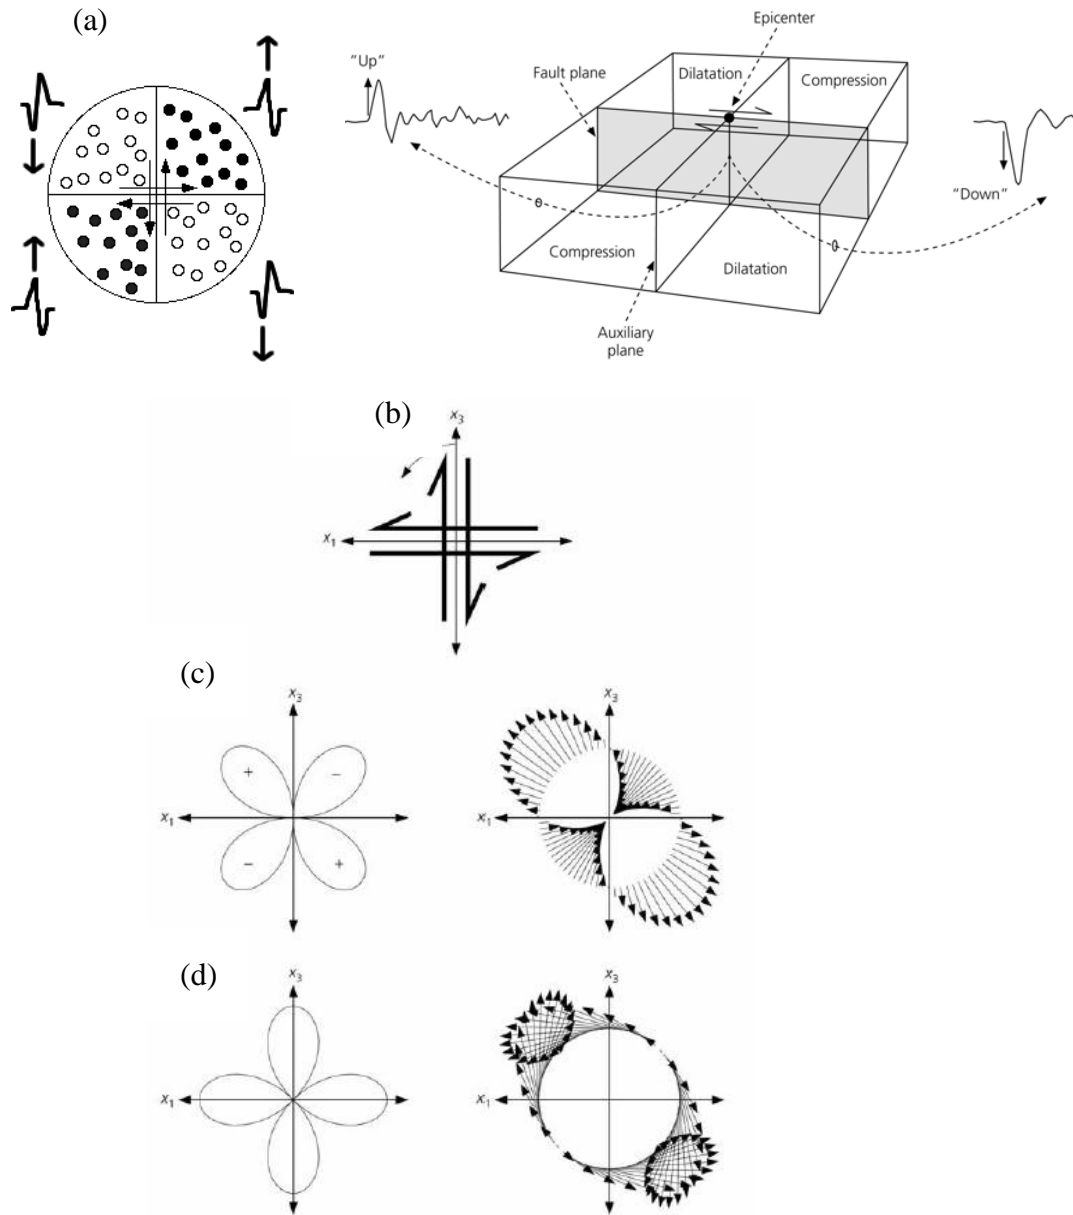 (a)
Epicenter
"Up"
Fault plane
Dilatation
Compression
"Down"
Compression
Dilatation
Auxiliary
plane
(b)
x3
x1
(c)
x3
x1
+
–
–
+
x3
x1
(d)
x3
x1
x3
x1